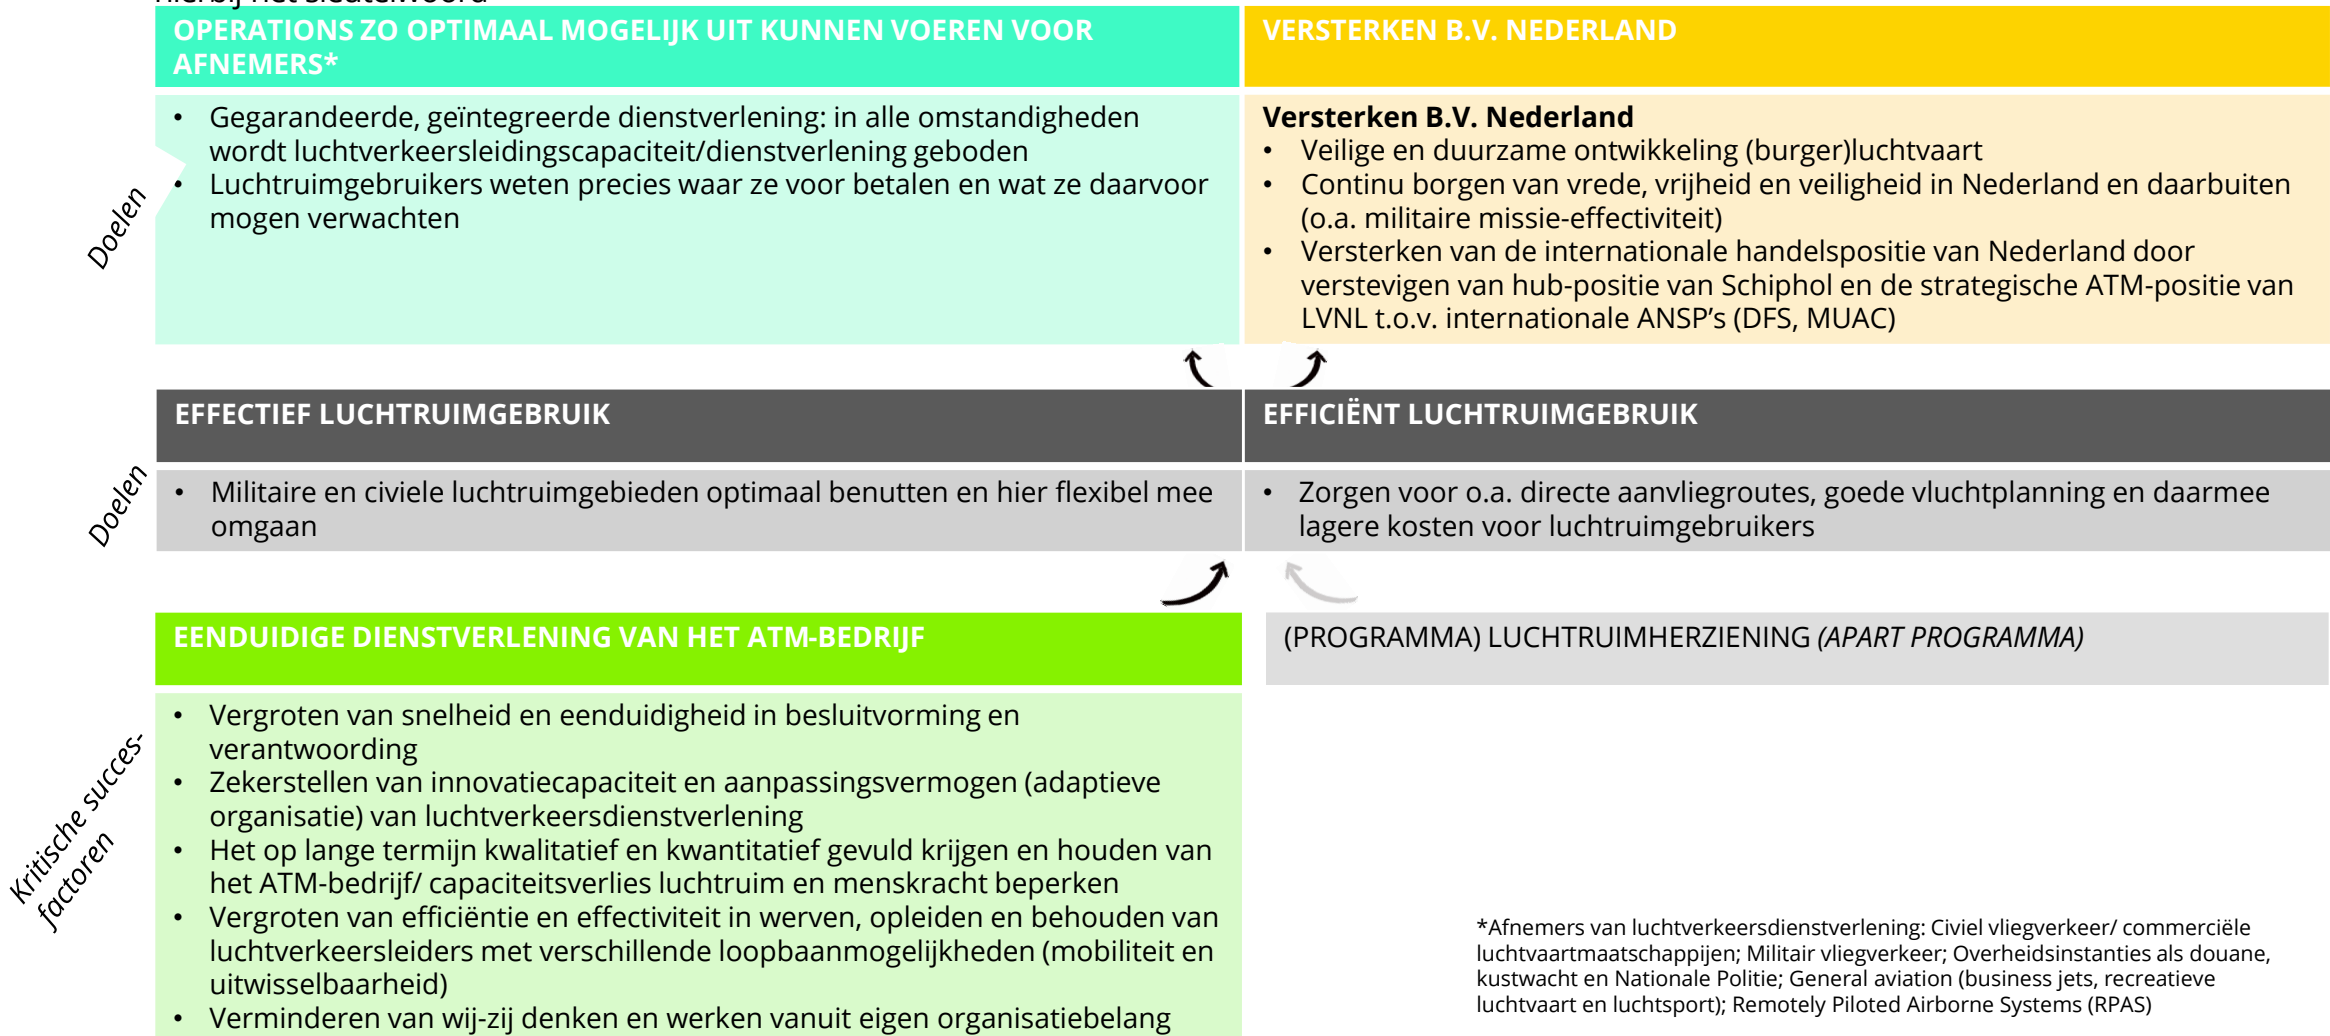 hierbij het sleutelwoord
OPERATIONS ZO OPTIMAAL MOGELIJK UIT KUNNEN VOEREN VOOR
AFNEMERS*
VERSTERKEN B.V. NEDERLAND
Doelen
• Gegarandeerde, geïntegreerde dienstverlening: in alle omstandigheden
wordt luchtverkeersleidingscapaciteit/dienstverlening geboden
• Luchtruimgebruikers weten precies waar ze voor betalen en wat ze daarvoor
mogen verwachten
Versterken B.V. Nederland
• Veilige en duurzame ontwikkeling (burger)luchtvaart
• Continu borgen van vrede, vrijheid en veiligheid in Nederland en daarbuiten
(o.a. militaire missie-effectiviteit)
• Versterken van de internationale handelspositie van Nederland door
verstevigen van hub-positie van Schiphol en de strategische ATM-positie van
LVNL t.o.v. internationale ANSP’s (DFS, MUAC)
EFFECTIEF LUCHTRUIMGEBRUIK
EFFICIËNT LUCHTRUIMGEBRUIK
Doelen
• Militaire en civiele luchtruimgebieden optimaal benutten en hier flexibel mee
omgaan
• Zorgen voor o.a. directe aanvliegroutes, goede vluchtplanning en daarmee
lagere kosten voor luchtruimgebruikers
EENDUIDIGE DIENSTVERLENING VAN HET ATM-BEDRIJF
(PROGRAMMA) LUCHTRUIMHERZIENING (APART PROGRAMMA)
Kritische succes-
factoren
• Vergroten van snelheid en eenduidigheid in besluitvorming en
verantwoording
• Zekerstellen van innovatiecapaciteit en aanpassingsvermogen (adaptieve
organisatie) van luchtverkeersdienstverlening
• Het op lange termijn kwalitatief en kwantitatief gevuld krijgen en houden van
het ATM-bedrijf/ capaciteitsverlies luchtruim en menskracht beperken
• Vergroten van efficiëntie en effectiviteit in werven, opleiden en behouden van
luchtverkeersleiders met verschillende loopbaanmogelijkheden (mobiliteit en
uitwisselbaarheid)
• Verminderen van wij-zij denken en werken vanuit eigen organisatiebelang
*Afnemers van luchtverkeersdienstverlening: Civiel vliegverkeer/ commerciële
luchtvaartmaatschappijen; Militair vliegverkeer; Overheidsinstanties als douane,
kustwacht en Nationale Politie; General aviation (business jets, recreatieve
luchtvaart en luchtsport); Remotely Piloted Airborne Systems (RPAS)